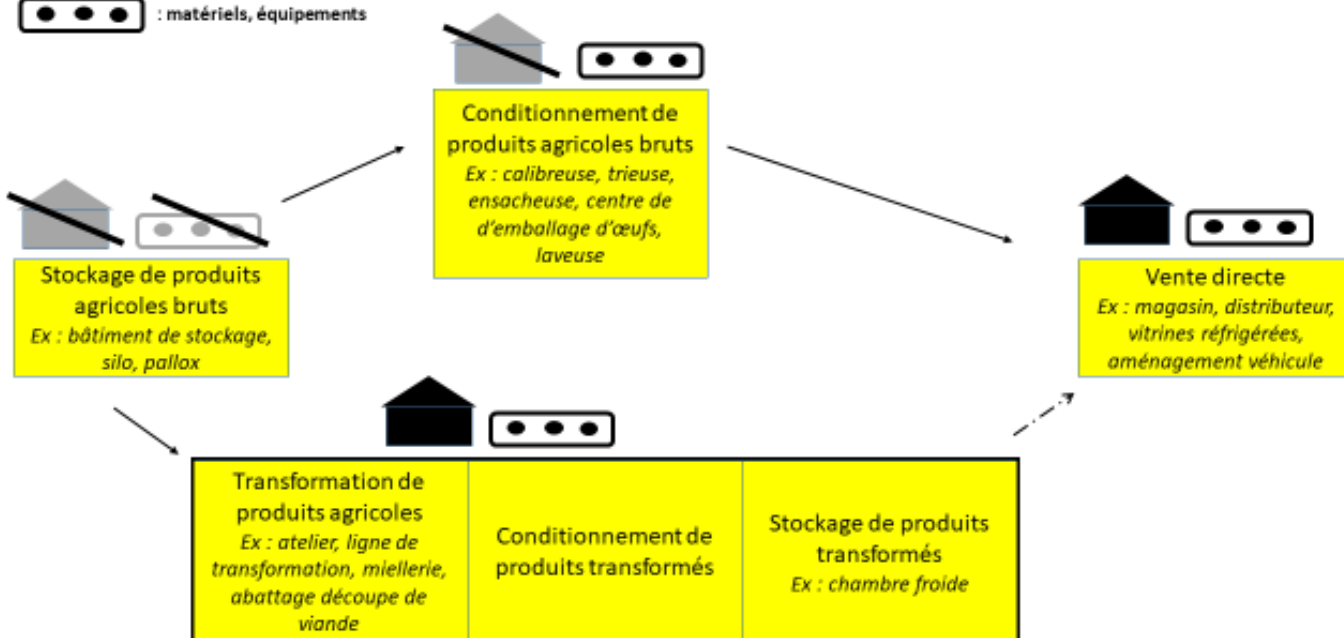 : matériels, équipements
Conditionnement de
produits agricoles bruts
Ex : calibreuse, trieuse,
ensacheuse, centre de
d'emballage d'œufs,
laveuse
Stockage de produits
agricoles bruts
Ex : bâtiment de stockage,
silo, pallox
Vente directe
Ex : magasin, distributeur,
vitrines réfrigérées,
aménagement véhicule
Transformation de
produits agricoles
Ex : atelier, ligne de
transformation, miellerie,
abattage découpe de
viande
Conditionnement de
produits transformés
Stockage de produits
transformés
Ex : chambre froide